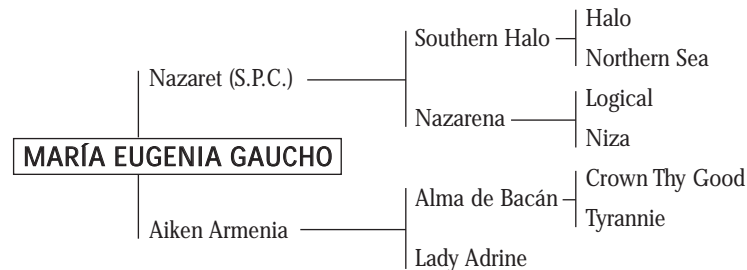 Halo
Southern Halo
Northern Sea
Nazaret (S.P.C.)
Logical
Nazarena
Niza
MARÍA EUGENIA GAUCHO
Crown Thy Good
Alma de Bacán
Tyrannie
Aiken Armenia
Lady Adrine